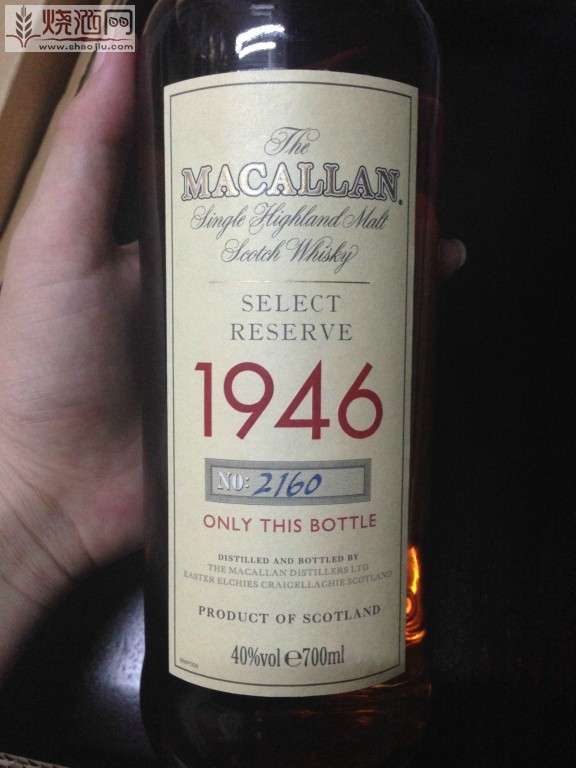 烧酒网
www.shaojiu.com
The
MACALLAN®
Single Highland Malt
Scotch Whisky
SELECT
RESERVE
1946
NO: 2160
ONLY THIS BOTTLE
DISTILLED AND BOTTLED BY
THE MACALLAN DISTILLERS LTD
EASTER ELCHIES CRAIGELLACHIE SCOTLAND
PRODUCT OF SCOTLAND
40%vol ℮700ml